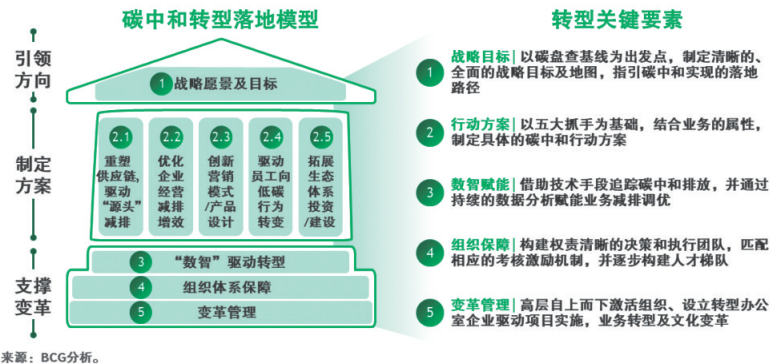 碳中和转型落地模型
引领
方向
1 战略愿景及目标
制定
方案
2.1
重塑
供应链,
驱动
“源头”
减排
2.2
优化
企业
经营
减排
增效
2.3
创新
营销
模式
/产品
设计
2.4
驱动
员工向
低碳
行为
转变
2.5
拓展
生态
体系
投资
/建设
支撑
变革
3 “数智”驱动转型
4 组织体系保障
5 变革管理
转型关键要素
1 战略目标|以碳盘查基线为出发点，制定清晰的、
全面的战略目标及地图，指引碳中和实现的落地
路径
2 行动方案|以五大抓手为基础，结合业务的属性，
制定具体的碳中和行动方案
3 数智赋能|借助技术手段追踪碳中和排放，并通过
持续的数据分析赋能业务减排调优
4 组织保障|构建权责清晰的决策和执行团队，匹配
相应的考核激励机制，并逐步构建人才梯队
5 变革管理|高层自上而下激活组织、设立转型办公
室企业驱动项目实施，业务转型及文化变革
来源：BCG分析。